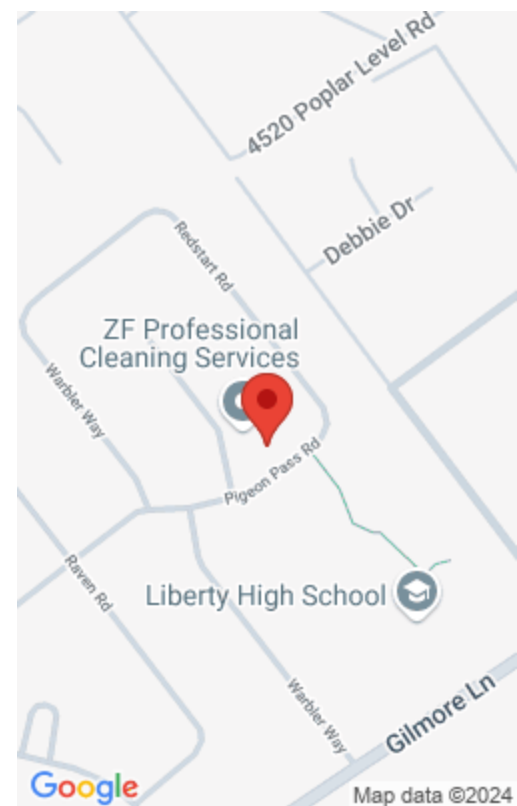 4520 Poplar Level Rd
Debbie Dr
Redstart Rd
ZF Professional
Cleaning Services
Warbler Way
Pigeon Pass Rd
Raven Rd
Liberty High School
Warbler Way
Gilmore Ln
Google
Map data ©2024